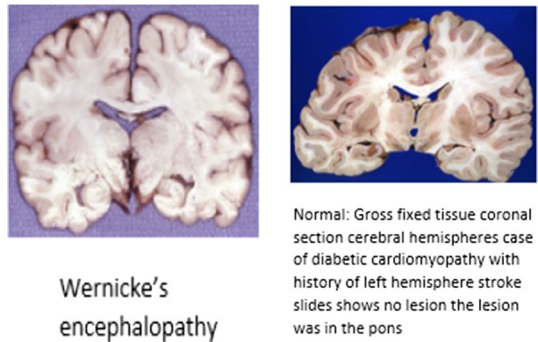 Wernicke's
encephalopathy
Normal: Gross fixed tissue coronal
section cerebral hemispheres case
of diabetic cardiomyopathy with
history of left hemisphere stroke
slides shows no lesion the lesion
was in the pons